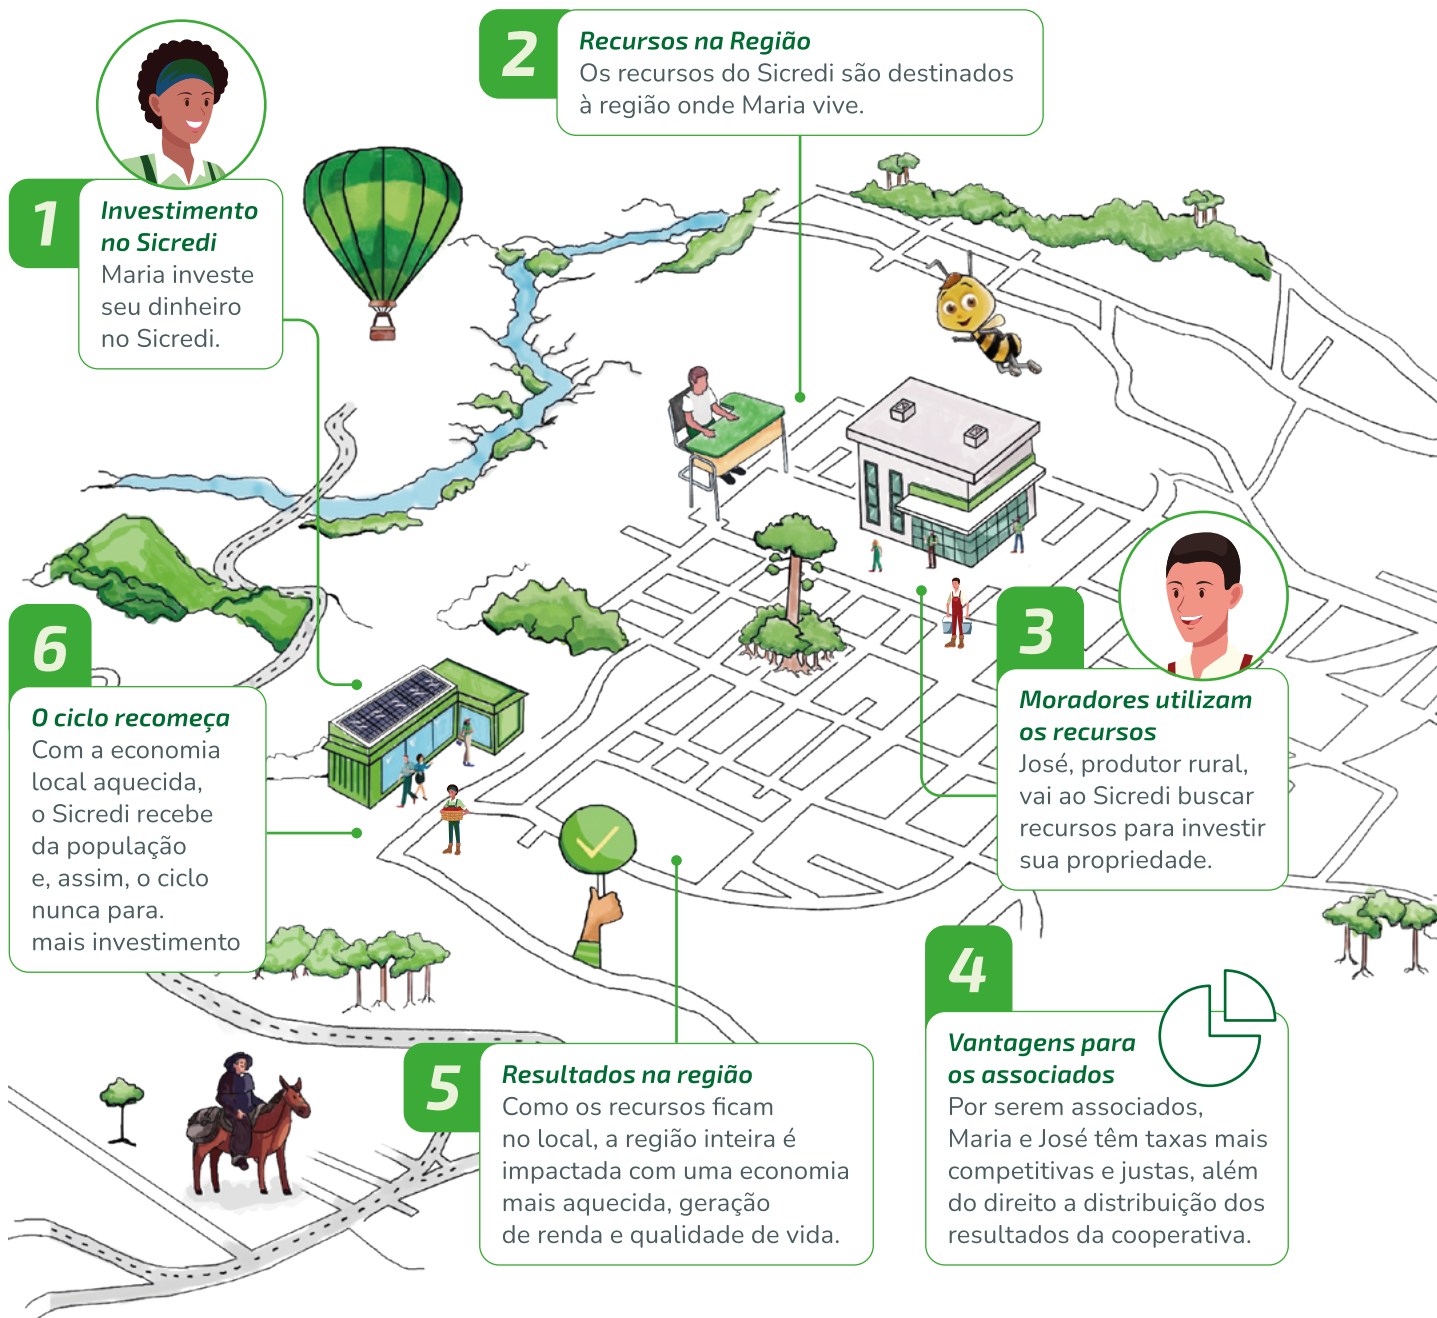 1
Investimento
no Sicredi
Maria investe
seu dinheiro
no Sicredi.
2
Recursos na Região
Os recursos do Sicredi são destinados
à região onde Maria vive.
3
Moradores utilizam
os recursos
José, produtor rural,
vai ao Sicredi buscar
recursos para investir
sua propriedade.
4
Vantagens para
os associados
Por serem associados,
Maria e José têm taxas mais
competitivas e justas, além
do direito a distribuição dos
resultados da cooperativa.
5
Resultados na região
Como os recursos ficam
no local, a região inteira é
impactada com uma economia
mais aquecida, geração
de renda e qualidade de vida.
6
O ciclo recomeça
Com a economia
local aquecida,
o Sicredi recebe
da população
e, assim, o ciclo
nunca para.
mais investimento